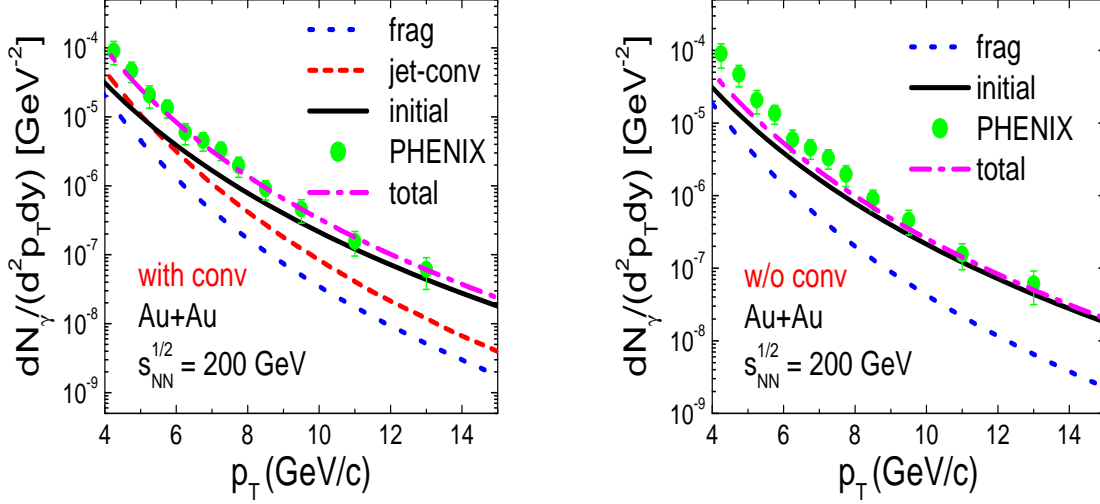 dN_γ/(d²p_T dy) [GeV⁻²]
10⁻⁴
10⁻⁵
10⁻⁶
10⁻⁷
10⁻⁸
10⁻⁹
frag
jet-conv
initial
PHENIX
total
with conv
Au+Au
s_NN^1/2 = 200 GeV
4 6 8 10 12 14
p_T (GeV/c)
dN_γ/(d²p_T dy) [GeV⁻²]
10⁻⁴
10⁻⁵
10⁻⁶
10⁻⁷
10⁻⁸
10⁻⁹
frag
initial
PHENIX
total
w/o conv
Au+Au
s_NN^1/2 = 200 GeV
4 6 8 10 12 14
p_T (GeV/c)